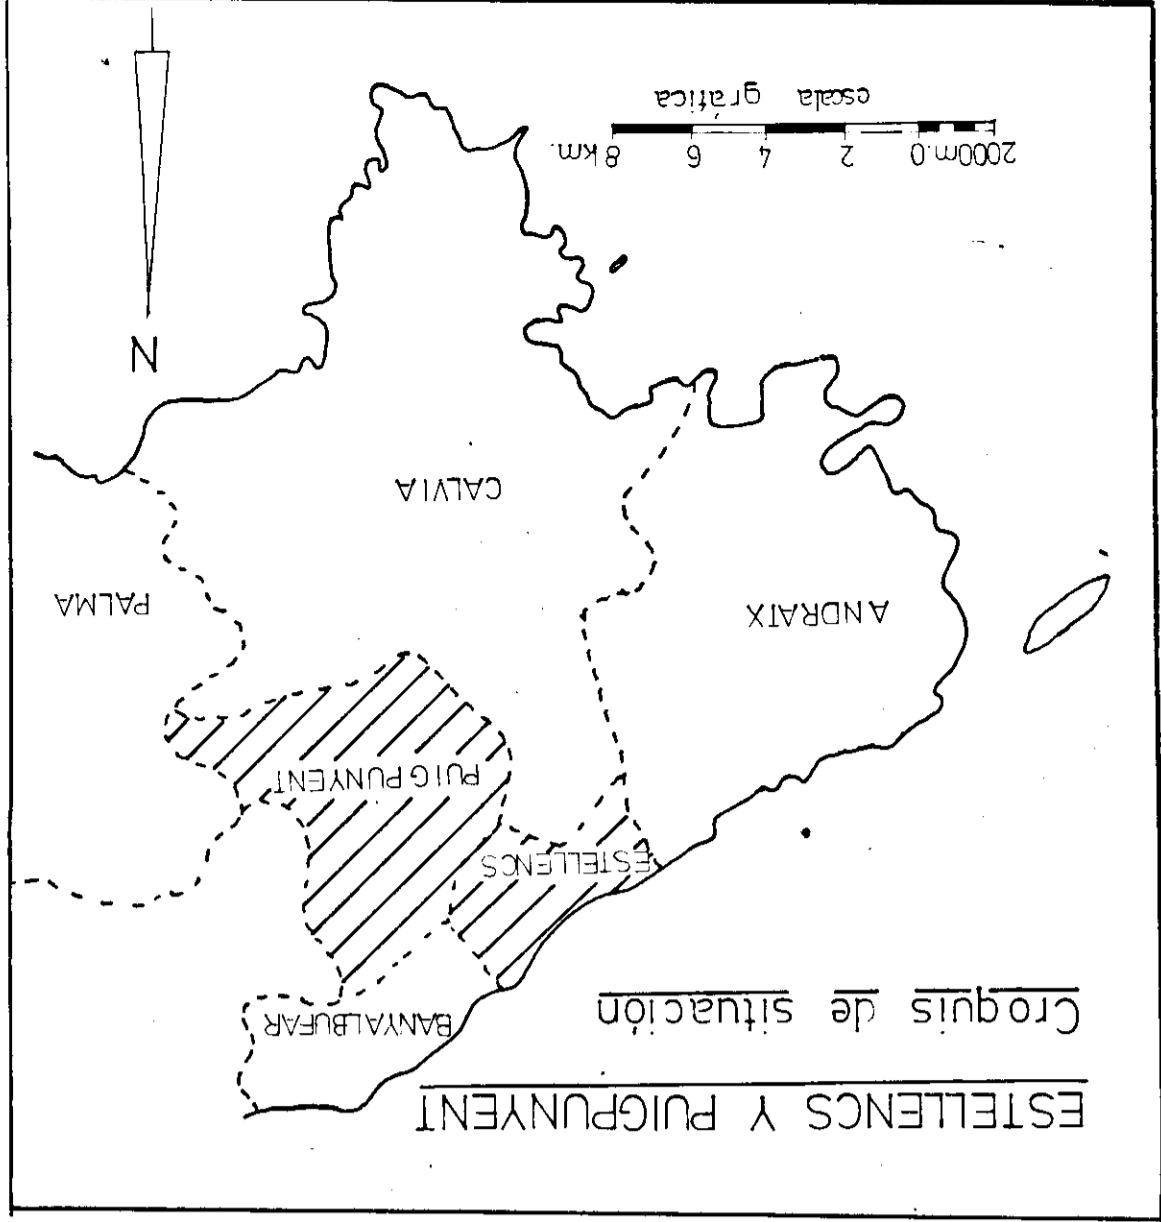 ESTELLENCS Y PUIGPUNYENT
Croquis de situación
BANYALBUFAR
ESTELLENCS
PUIGPUNYENT
ANDRATX
PALMA
CALVIA
N
2000m.0 2 4 6 8 km.
escala gráfica